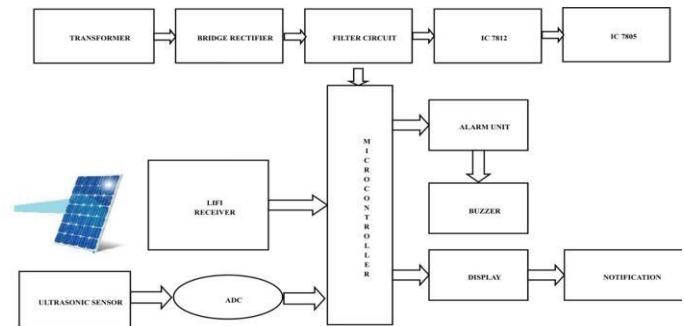 TRANSFORMER
BRIDGE RECTIFIER
FILTER CIRCUIT
IC 7812
IC 7805
MICROCONTROLLER
ALARM UNIT
LIFI
RECEIVER
BUZZER
ULTRASONIC SENSOR
ADC
DISPLAY
NOTIFICATION